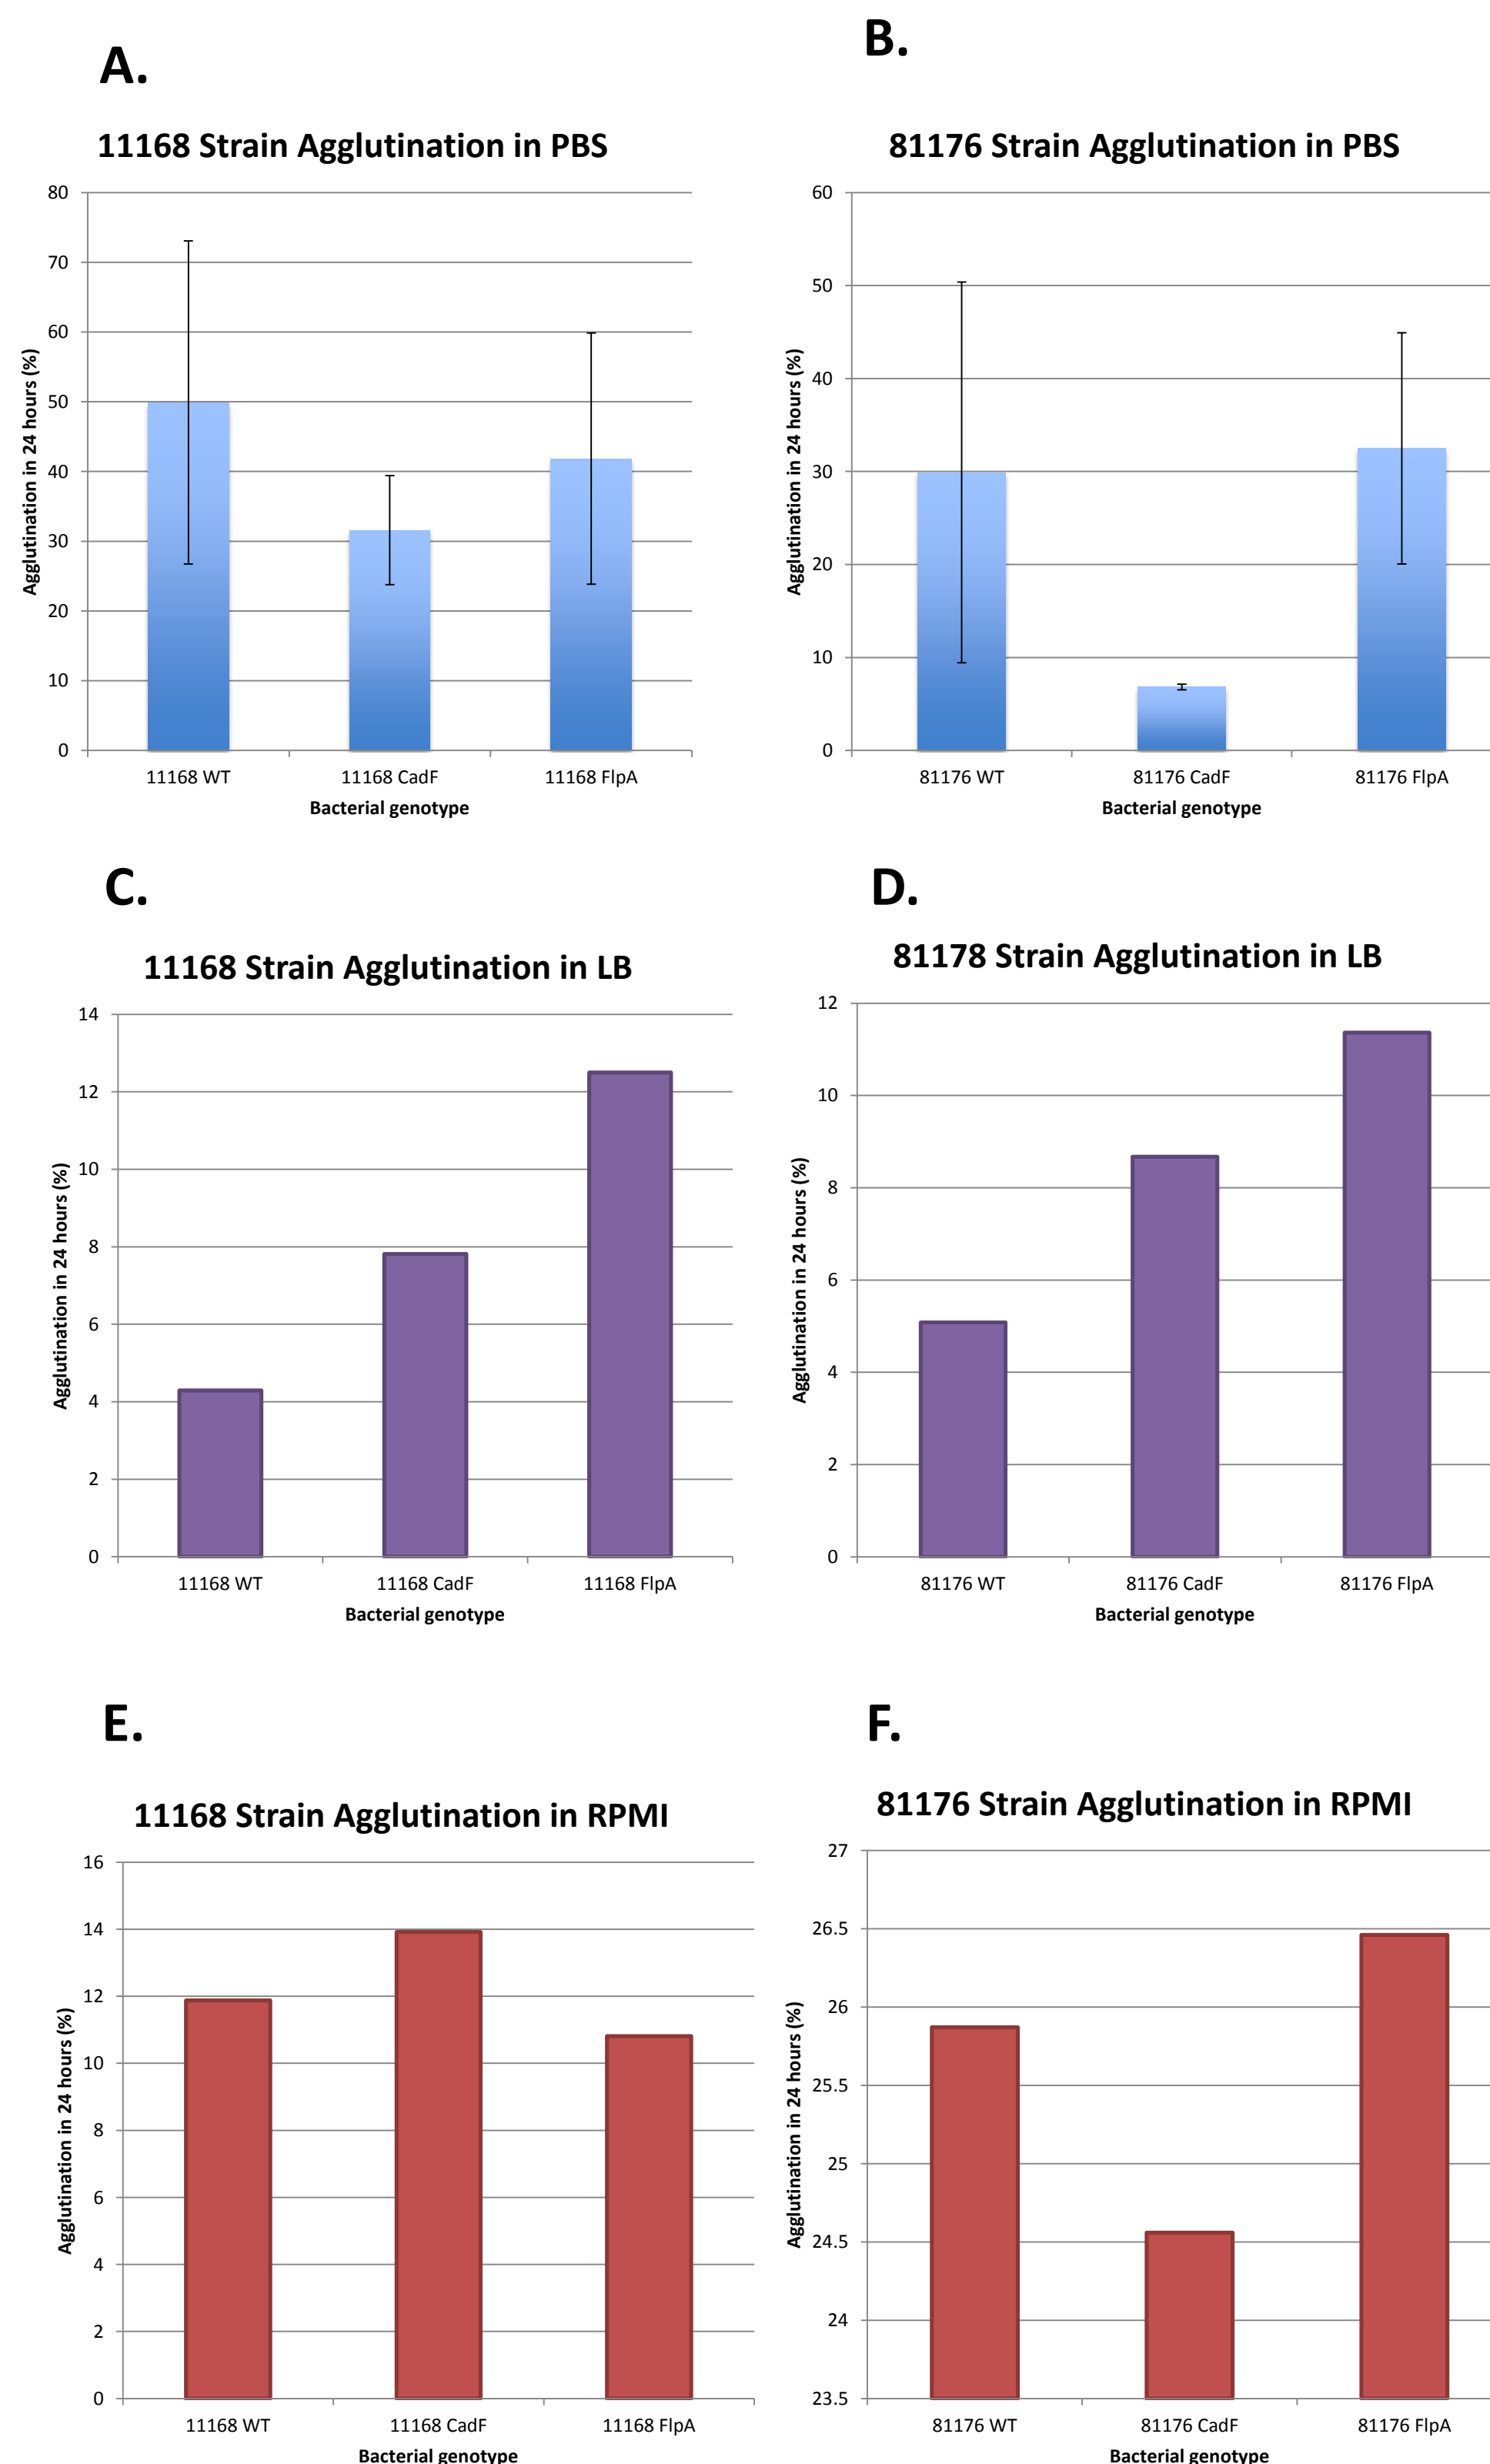 A.
11168 Strain Agglutination in PBS
80
70
60
50
40
30
20
10
0
Agglutination in 24 hours (%)
11168 WT 11168 CadF 11168 FlpA
Bacterial genotype
B.
81176 Strain Agglutination in PBS
60
50
40
30
20
10
0
Agglutination in 24 hours (%)
81176 WT 81176 CadF 81176 FlpA
Bacterial genotype
C.
11168 Strain Agglutination in LB
14
12
10
8
6
4
2
0
Agglutination in 24 hours (%)
11168 WT 11168 CadF 11168 FlpA
Bacterial genotype
D.
81178 Strain Agglutination in LB
12
10
8
6
4
2
0
Agglutination in 24 hours (%)
81176 WT 81176 CadF 81176 FlpA
Bacterial genotype
E.
11168 Strain Agglutination in RPMI
16
14
12
10
8
6
4
2
0
Agglutination in 24 hours (%)
11168 WT 11168 CadF 11168 FlpA
Bacterial genotype
F.
81176 Strain Agglutination in RPMI
27
26.5
26
25.5
25
24.5
24
23.5
Agglutination in 24 hours (%)
81176 WT 81176 CadF 81176 FlpA
Bacterial genotype